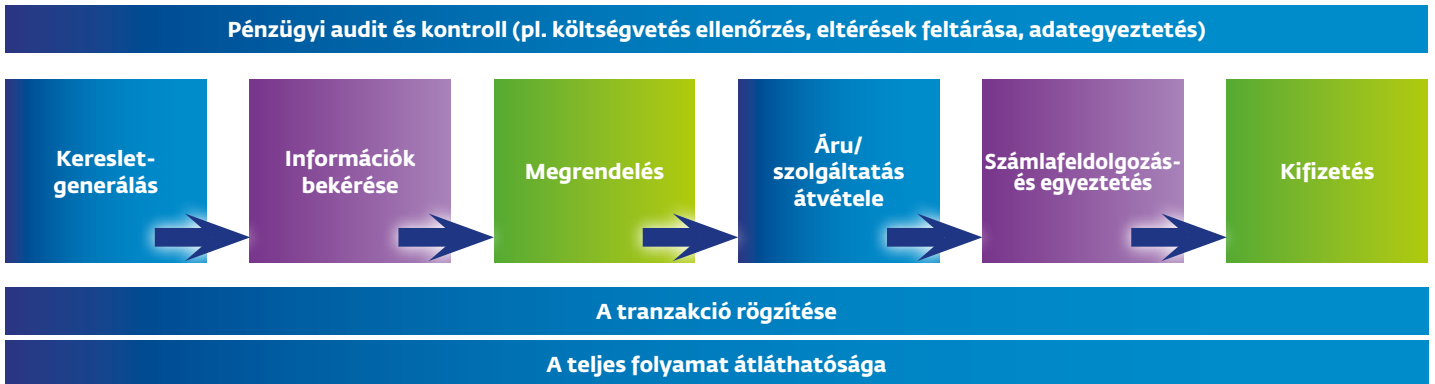 Pénzügyi audit és kontroll (pl. költségvetés ellenőrzés, eltérések feltárása, adategyeztetés)
Kereslet-
generálás
Információk
bekérése
Megrendelés
Áru/
szolgáltatás
átvétele
Számlafeldolgozás-
és egyeztetés
Kifizetés
A tranzakció rögzítése
A teljes folyamat átláthatósága